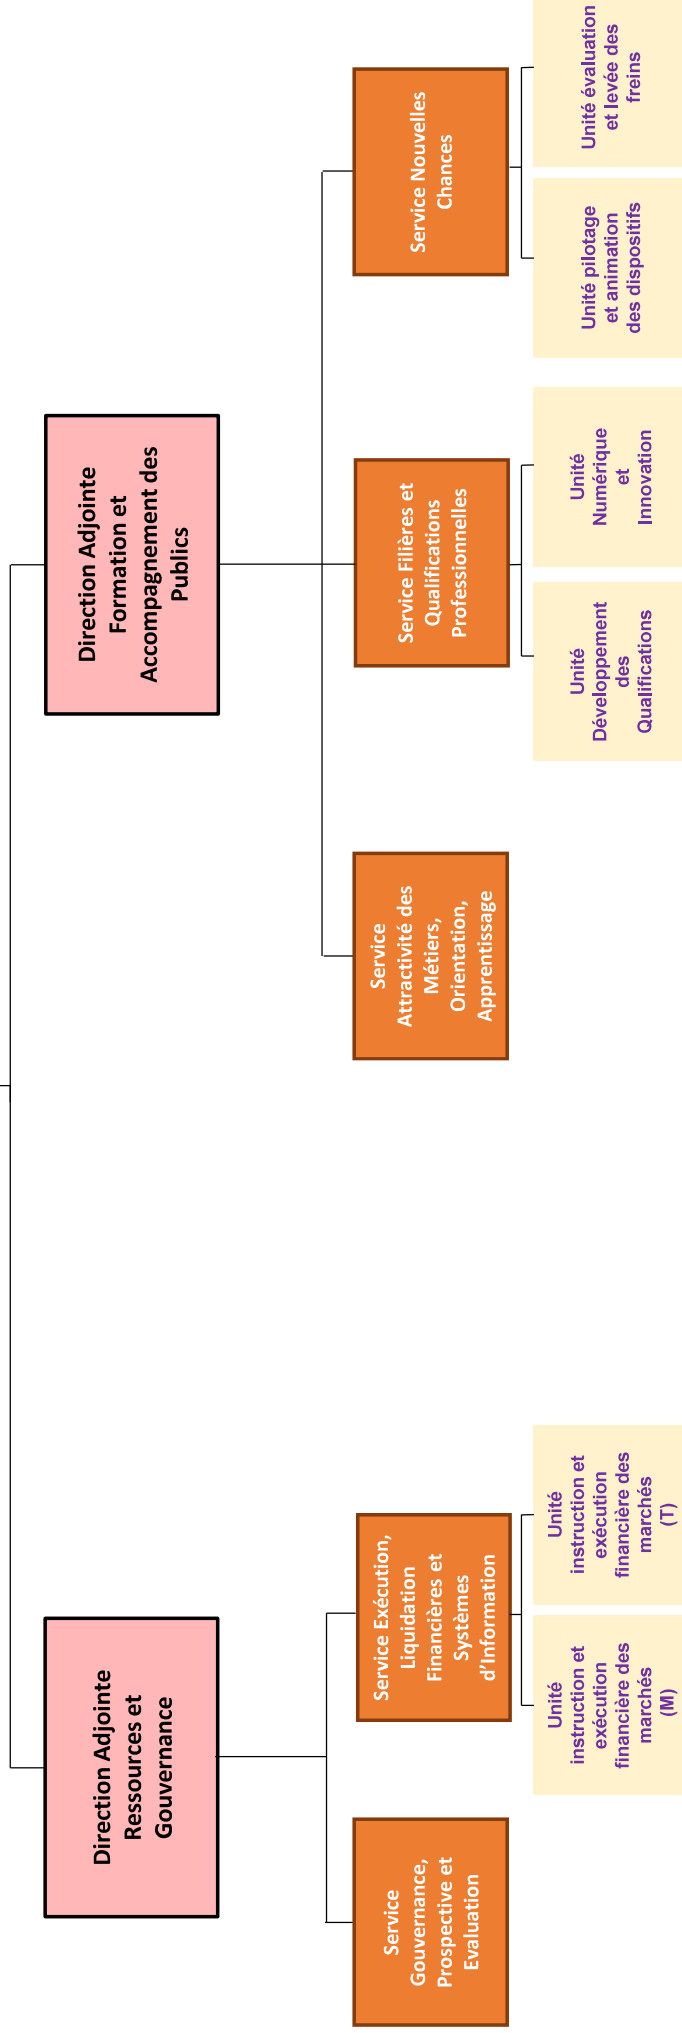 Direction Adjointe
Ressources et
Gouvernance
Direction Adjointe
Formation et
Accompagnement des
Publics
Service
Gouvernance,
Prospective et
Evaluation
Service Exécution,
Liquidation
Financières et
Systèmes
d’Information
Service
Attractivité des
Métiers,
Orientation,
Apprentissage
Service Filières et
Qualifications
Professionnelles
Service Nouvelles
Chances
Unité
instruction et
exécution
financière des
marchés
(M)
Unité
instruction et
exécution
financière des
marchés
(T)
Unité
Développement
des
Qualifications
Unité
Numérique
et
Innovation
Unité pilotage
et animation
des dispositifs
Unité évaluation
et levée des
freins